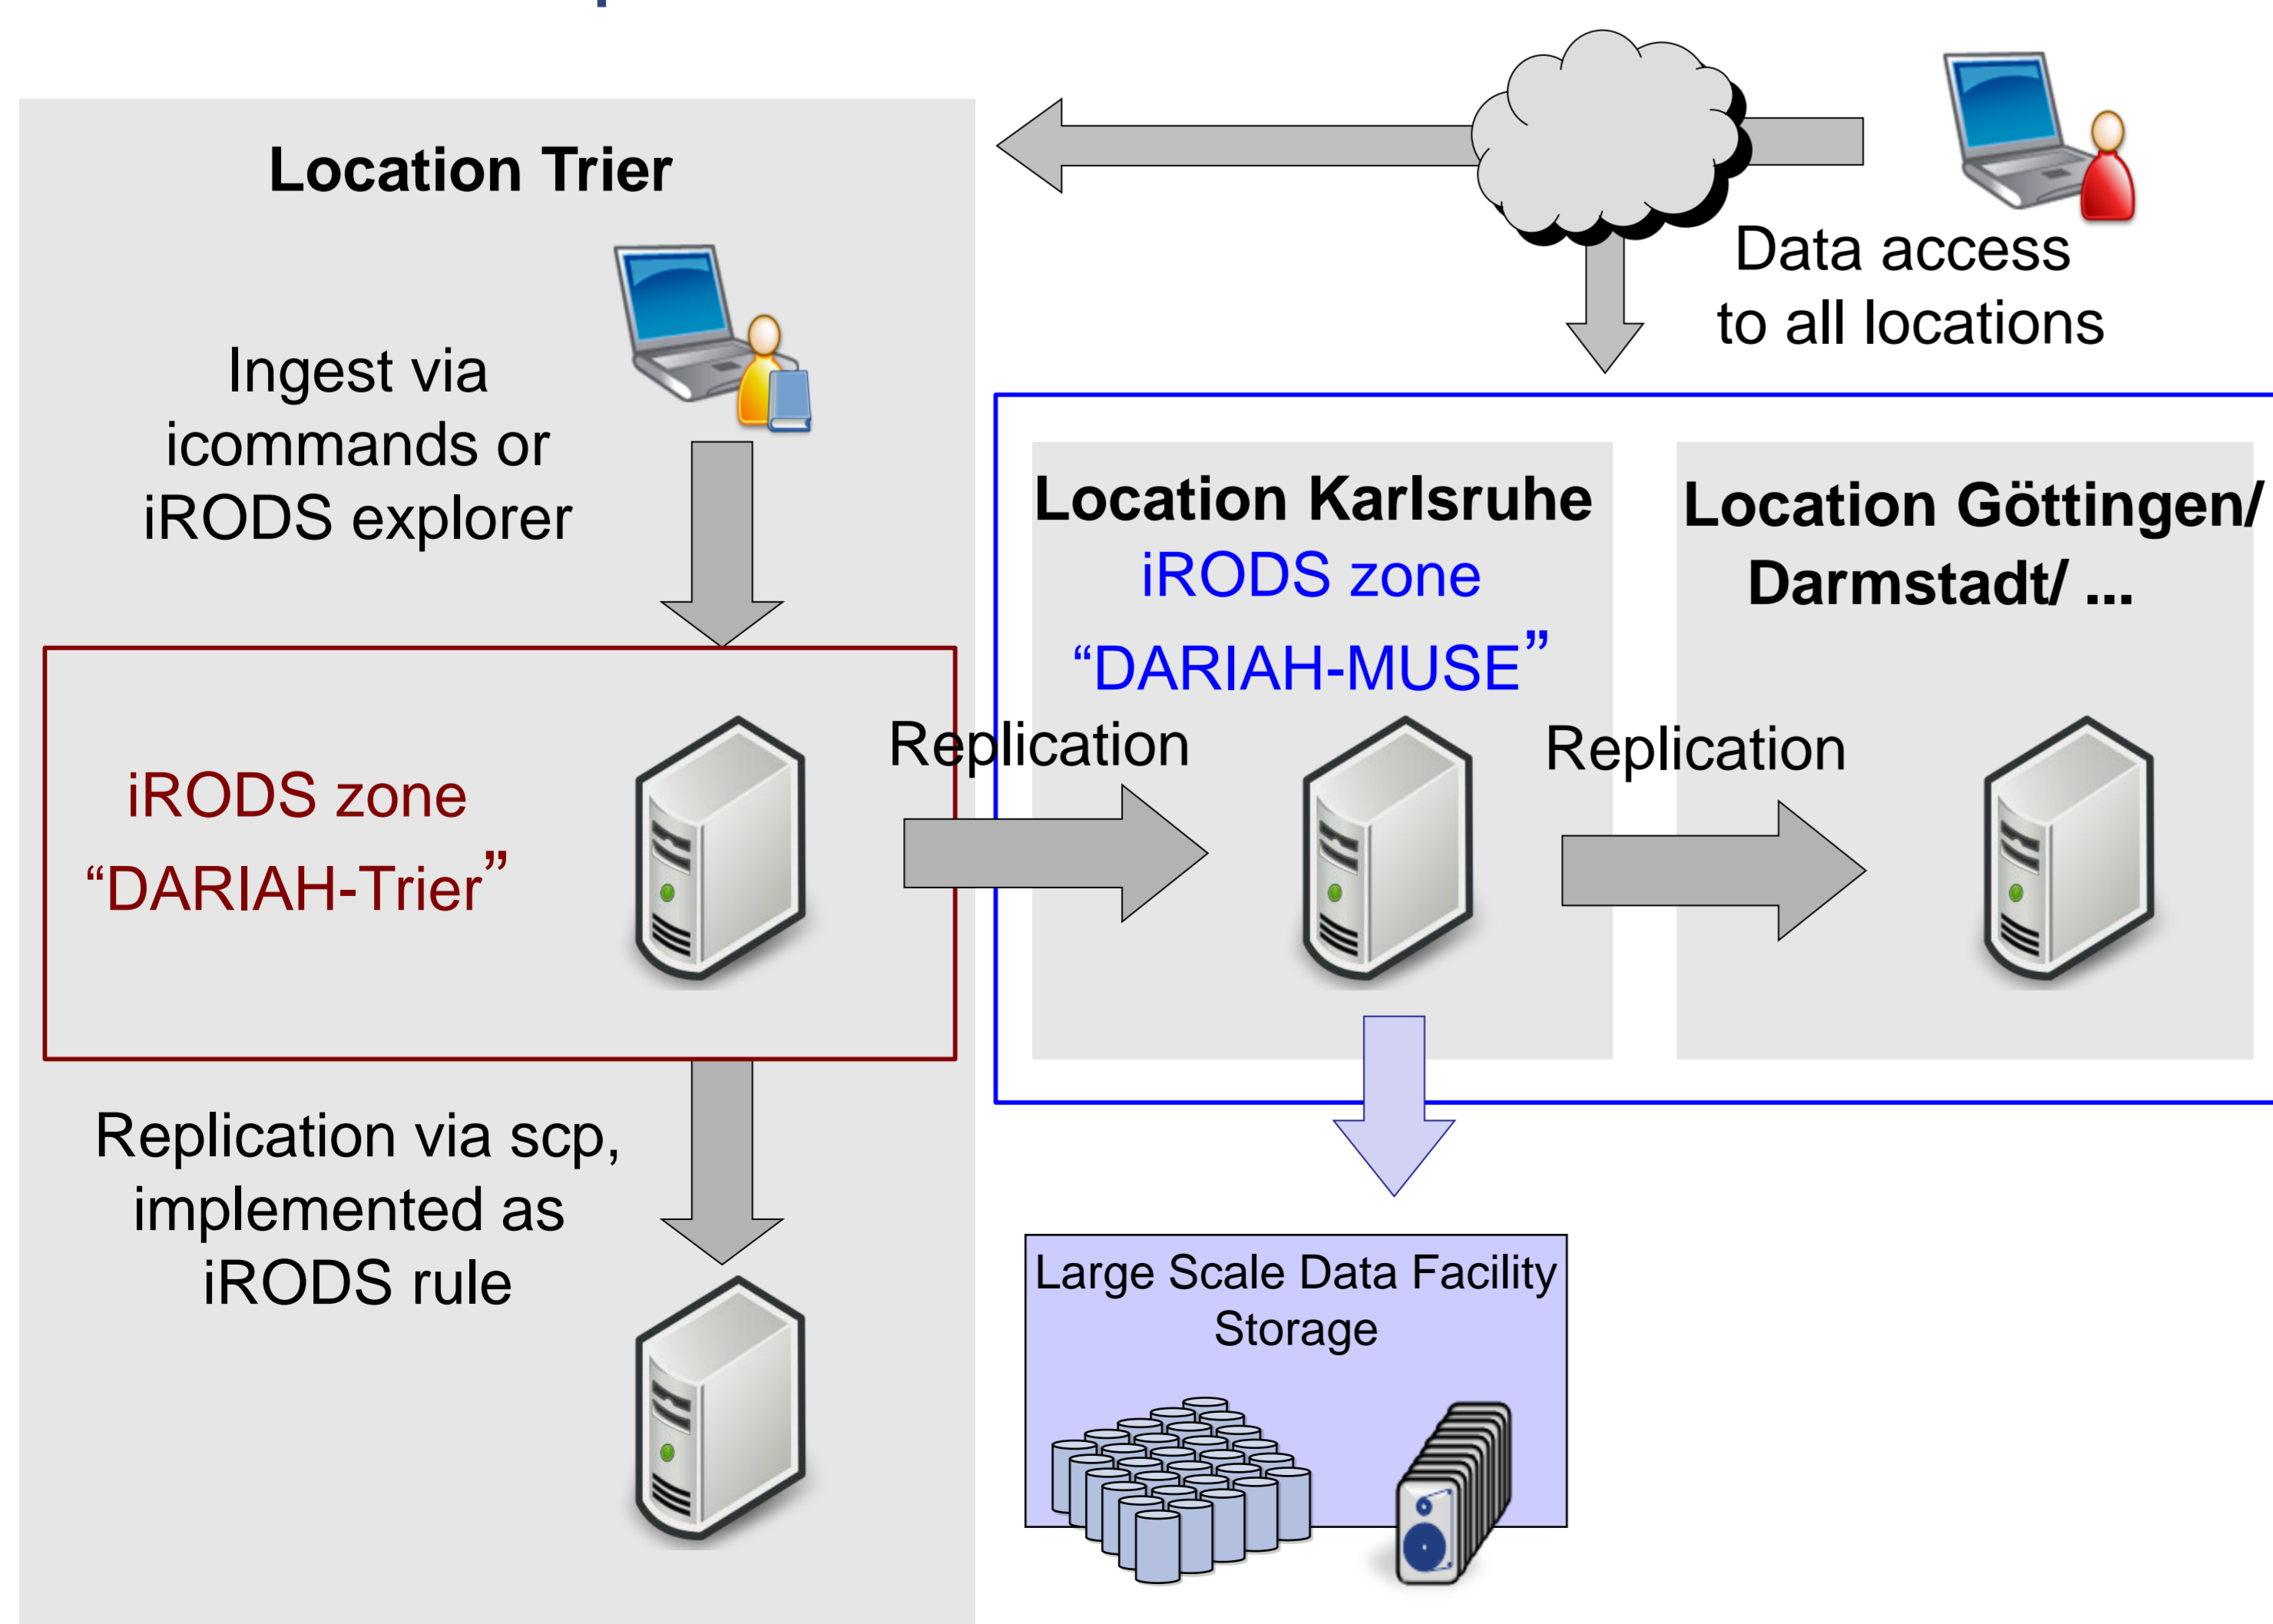 Location Trier
Ingest via
icommands or
iRODS explorer
iRODS zone
“DARIAH-Trier”
Replication via scp,
implemented as
iRODS rule
Data access
to all locations
Replication
Location Karlsruhe
iRODS zone
“DARIAH-MUSE”
Replication
Location Göttingen/
Darmstadt/ ...
Large Scale Data Facility
Storage